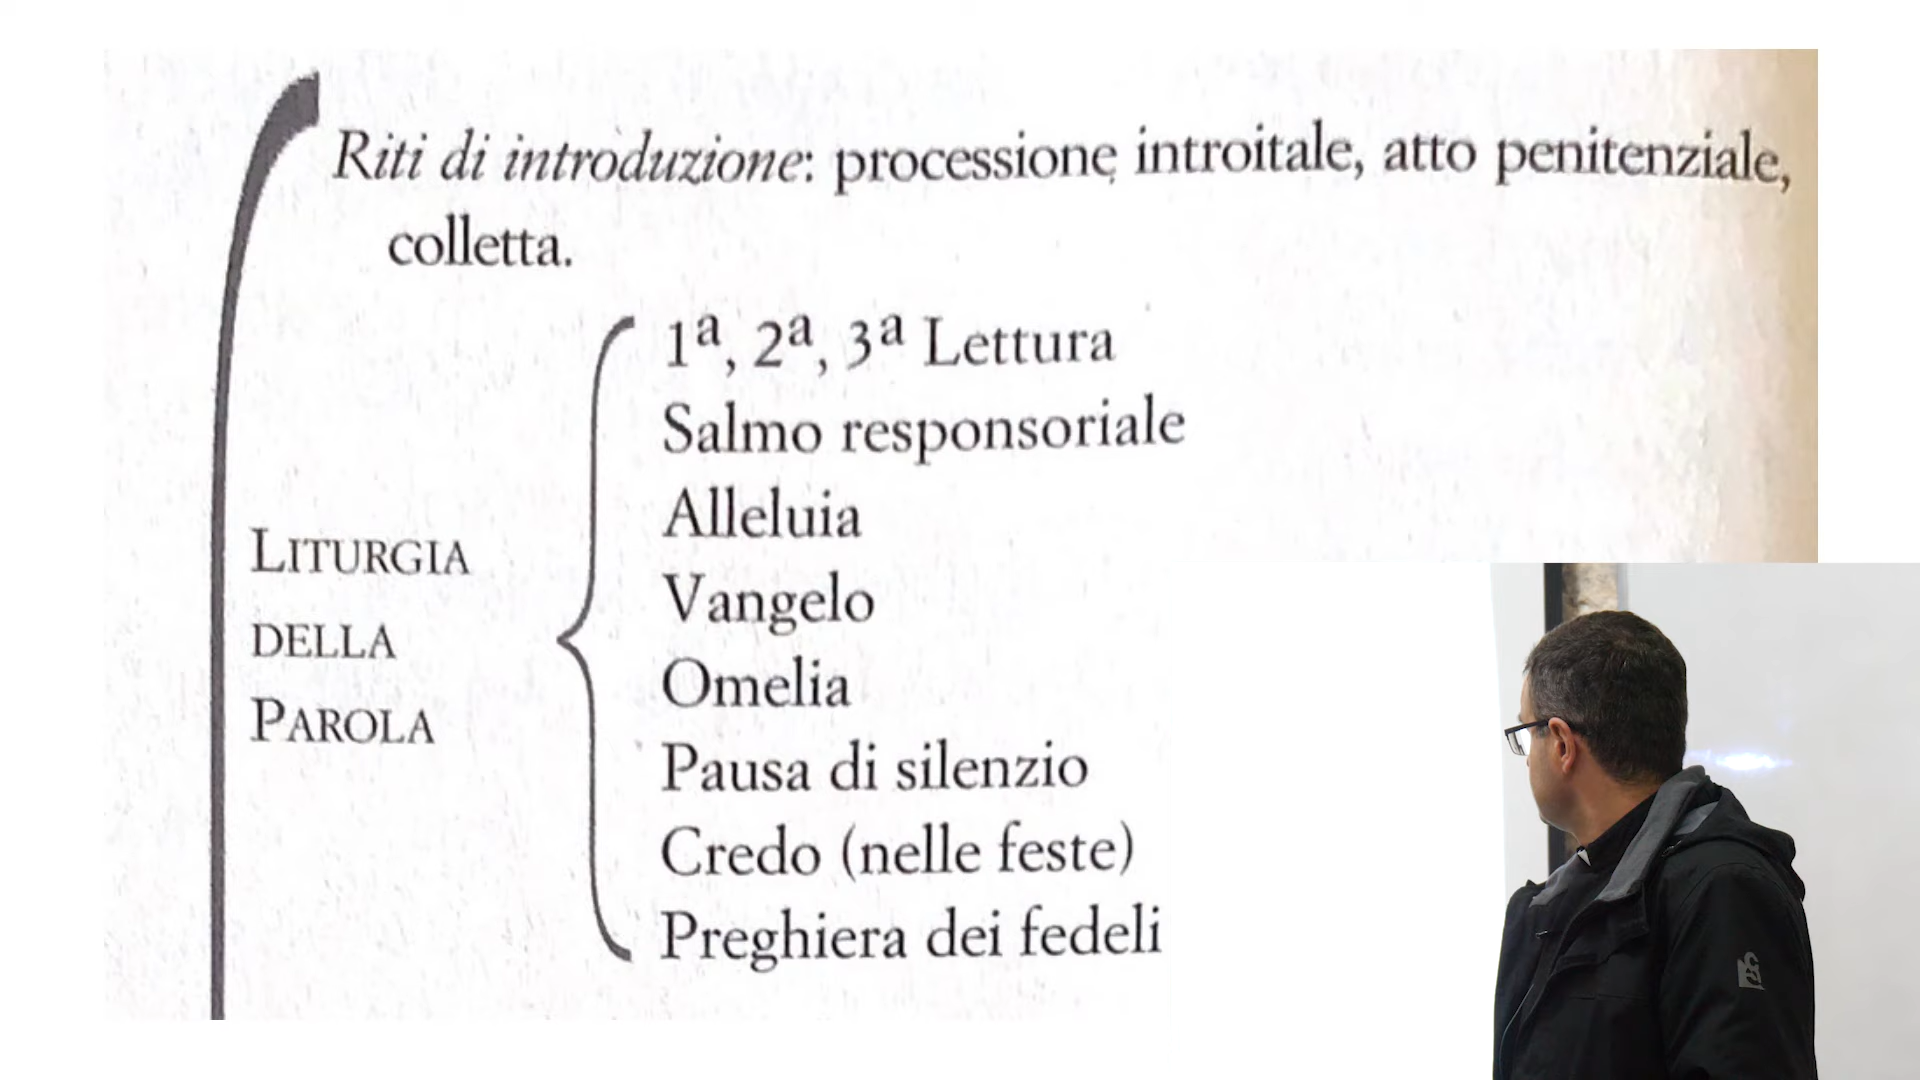 Riti di introduzione: processione introitale, atto penitenziale,
colletta.
LITURGIA
DELLA
PAROLA
1ª, 2ª, 3ª Lettura
Salmo responsoriale
Alleluia
Vangelo
Omelia
Pausa di silenzio
Credo (nelle feste)
Preghiera dei fedeli